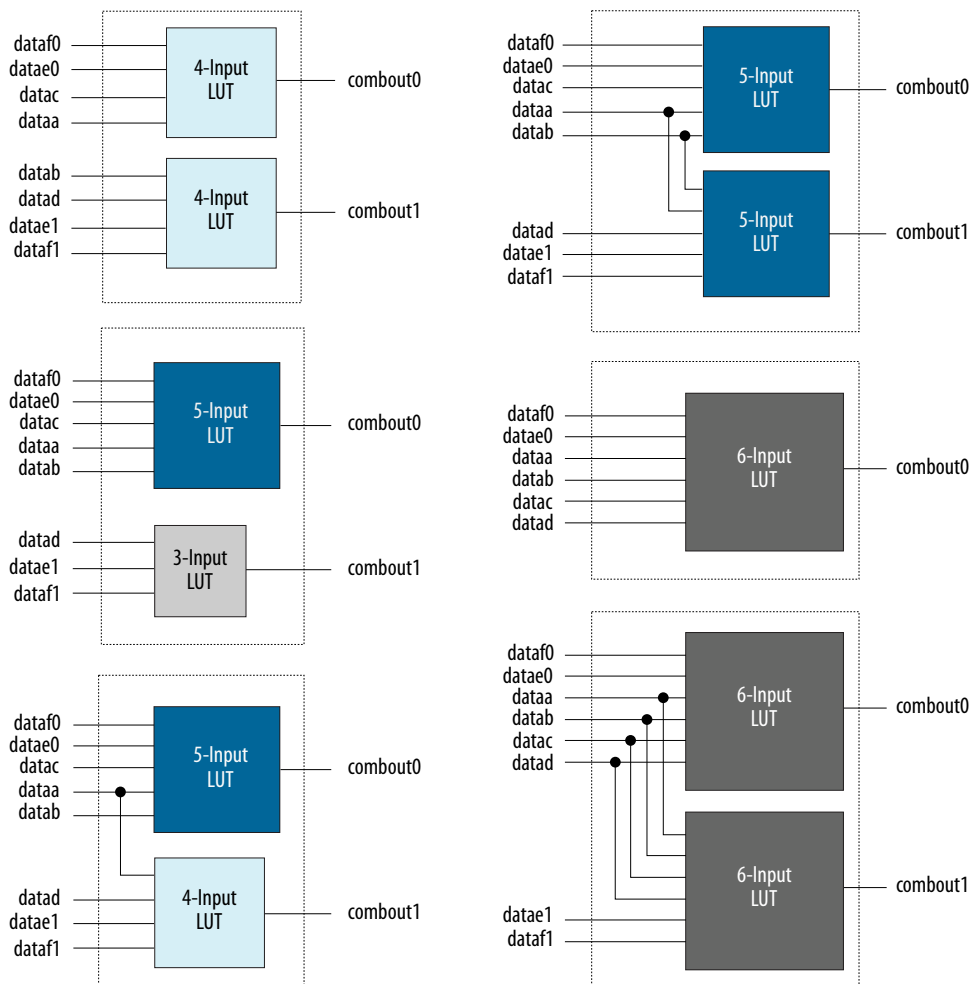 dataf0
datae0
datac
dataa
4-Input
LUT
combout0
datab
datad
datae1
dataf1
4-Input
LUT
combout1
dataf0
datae0
datac
dataa
datab
5-Input
LUT
combout0
datad
datae1
dataf1
3-Input
LUT
combout1
dataf0
datae0
datac
dataa
datab
5-Input
LUT
combout0
datad
datae1
dataf1
4-Input
LUT
combout1
dataf0
datae0
datac
dataa
datab
5-Input
LUT
combout0
datad
datae1
dataf1
5-Input
LUT
combout1
dataf0
datae0
dataa
datab
datac
datad
6-Input
LUT
combout0
dataf0
datae0
dataa
datab
datac
datad
6-Input
LUT
combout0
datae1
dataf1
6-Input
LUT
combout1